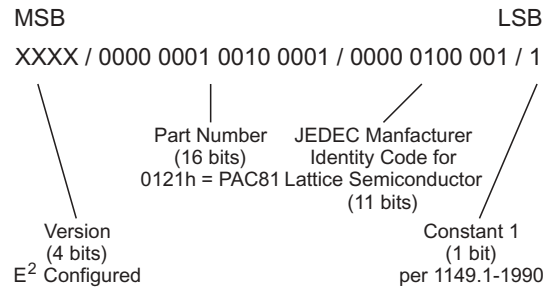 MSB LSB
XXXX / 0000 0001 0010 0001 / 0000 0100 001 / 1
Part Number
(16 bits)
0121h = PAC81
JEDEC Manfacturer
Identity Code for
Lattice Semiconductor
(11 bits)
Version
(4 bits)
E² Configured
Constant 1
(1 bit)
per 1149.1-1990